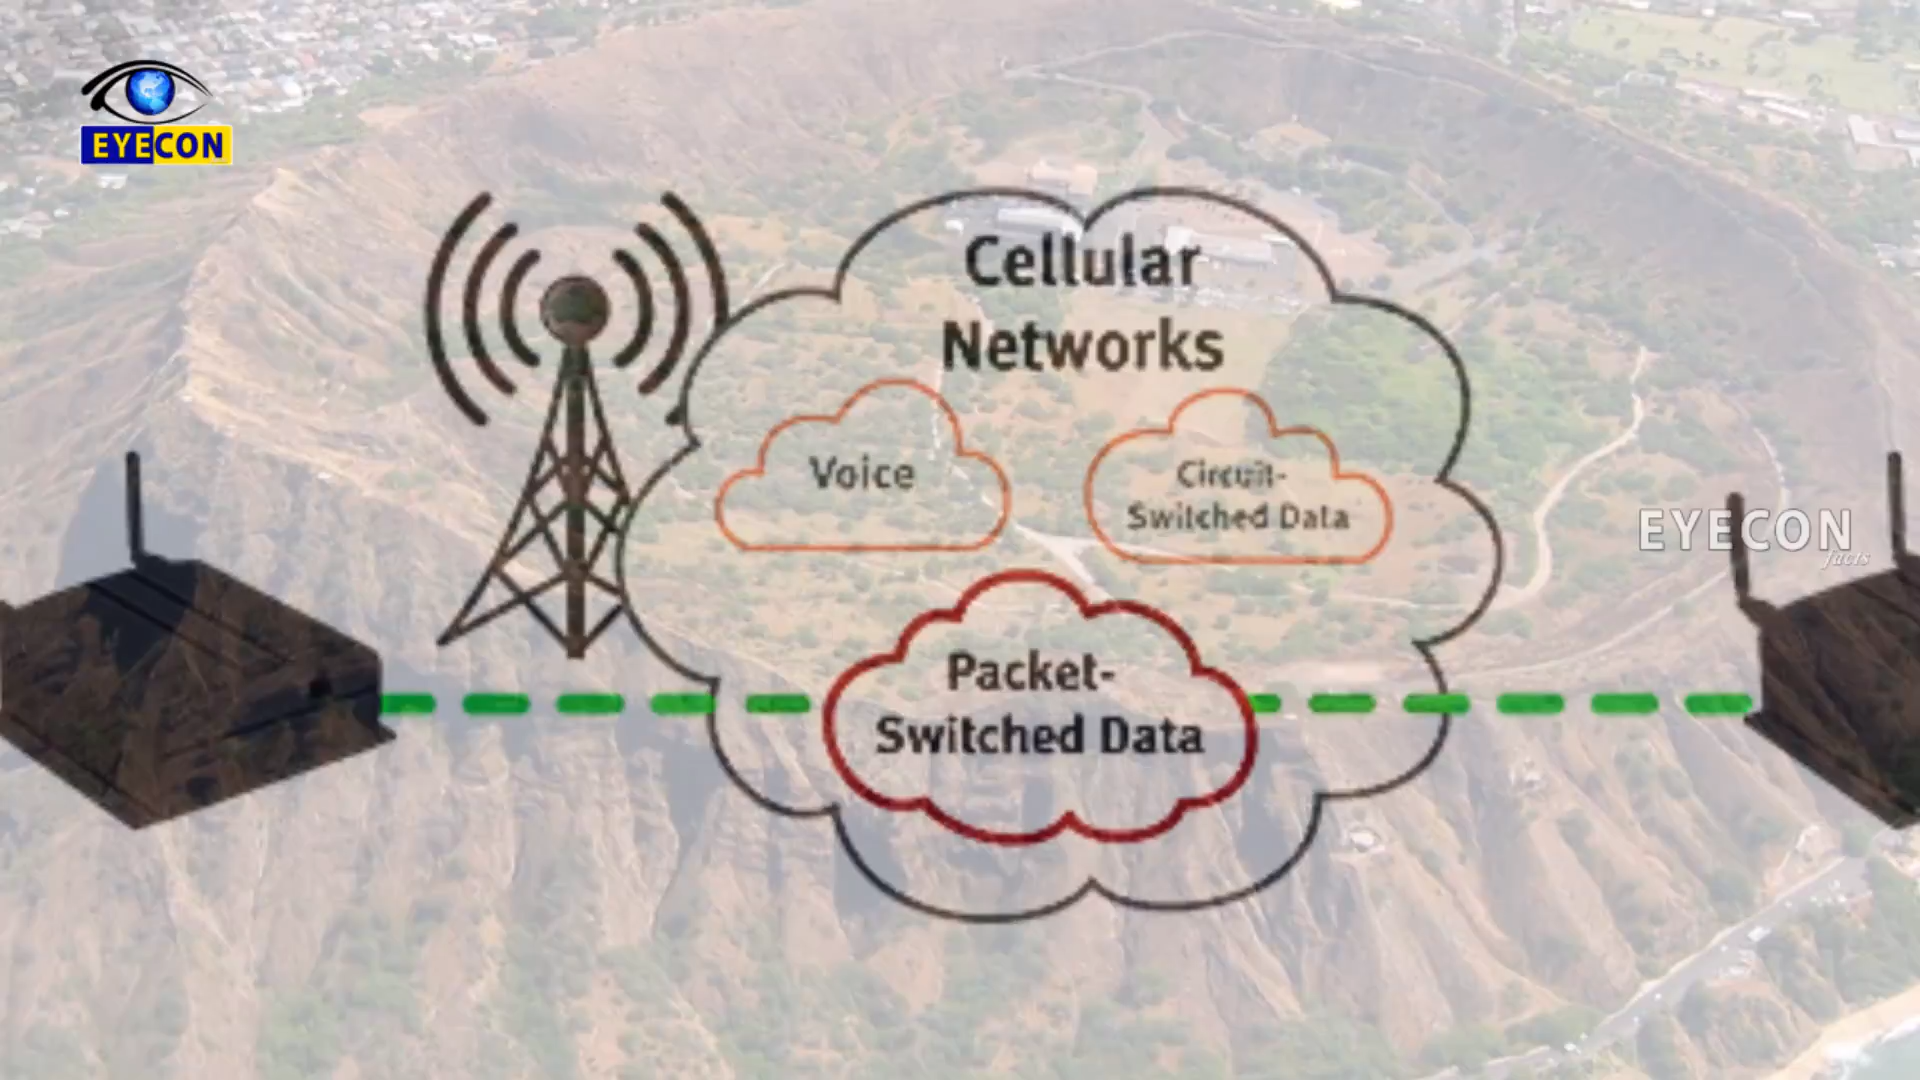 EYECON
Cellular
Networks
Voice
Circuit-
Switched Data
EYECON
facts
Packet-
Switched Data